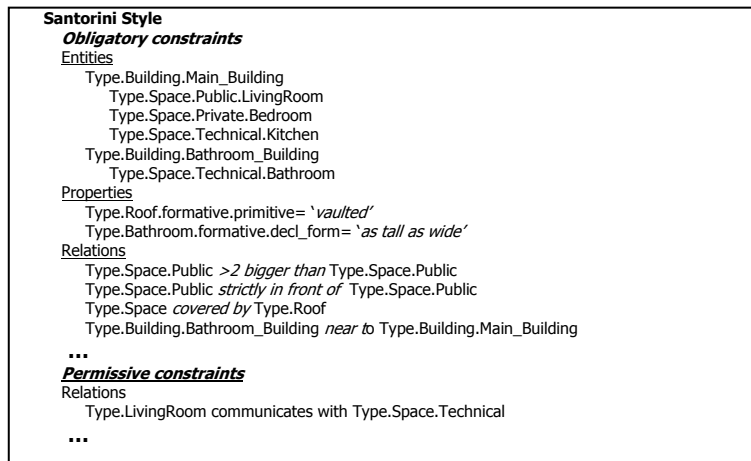 Santorini Style
Obligatory constraints
Entities
Type.Building.Main_Building
Type.Space.Public.LivingRoom
Type.Space.Private.Bedroom
Type.Space.Technical.Kitchen
Type.Building.Bathroom_Building
Type.Space.Technical.Bathroom
Properties
Type.Roof.formative.primitive= ‘vaulted’
Type.Bathroom.formative.decl_form= ‘as tall as wide’
Relations
Type.Space.Public >2 bigger than Type.Space.Public
Type.Space.Public strictly in front of Type.Space.Public
Type.Space covered by Type.Roof
Type.Building.Bathroom_Building near to Type.Building.Main_Building
...
Permissive constraints
Relations
Type.LivingRoom communicates with Type.Space.Technical
...